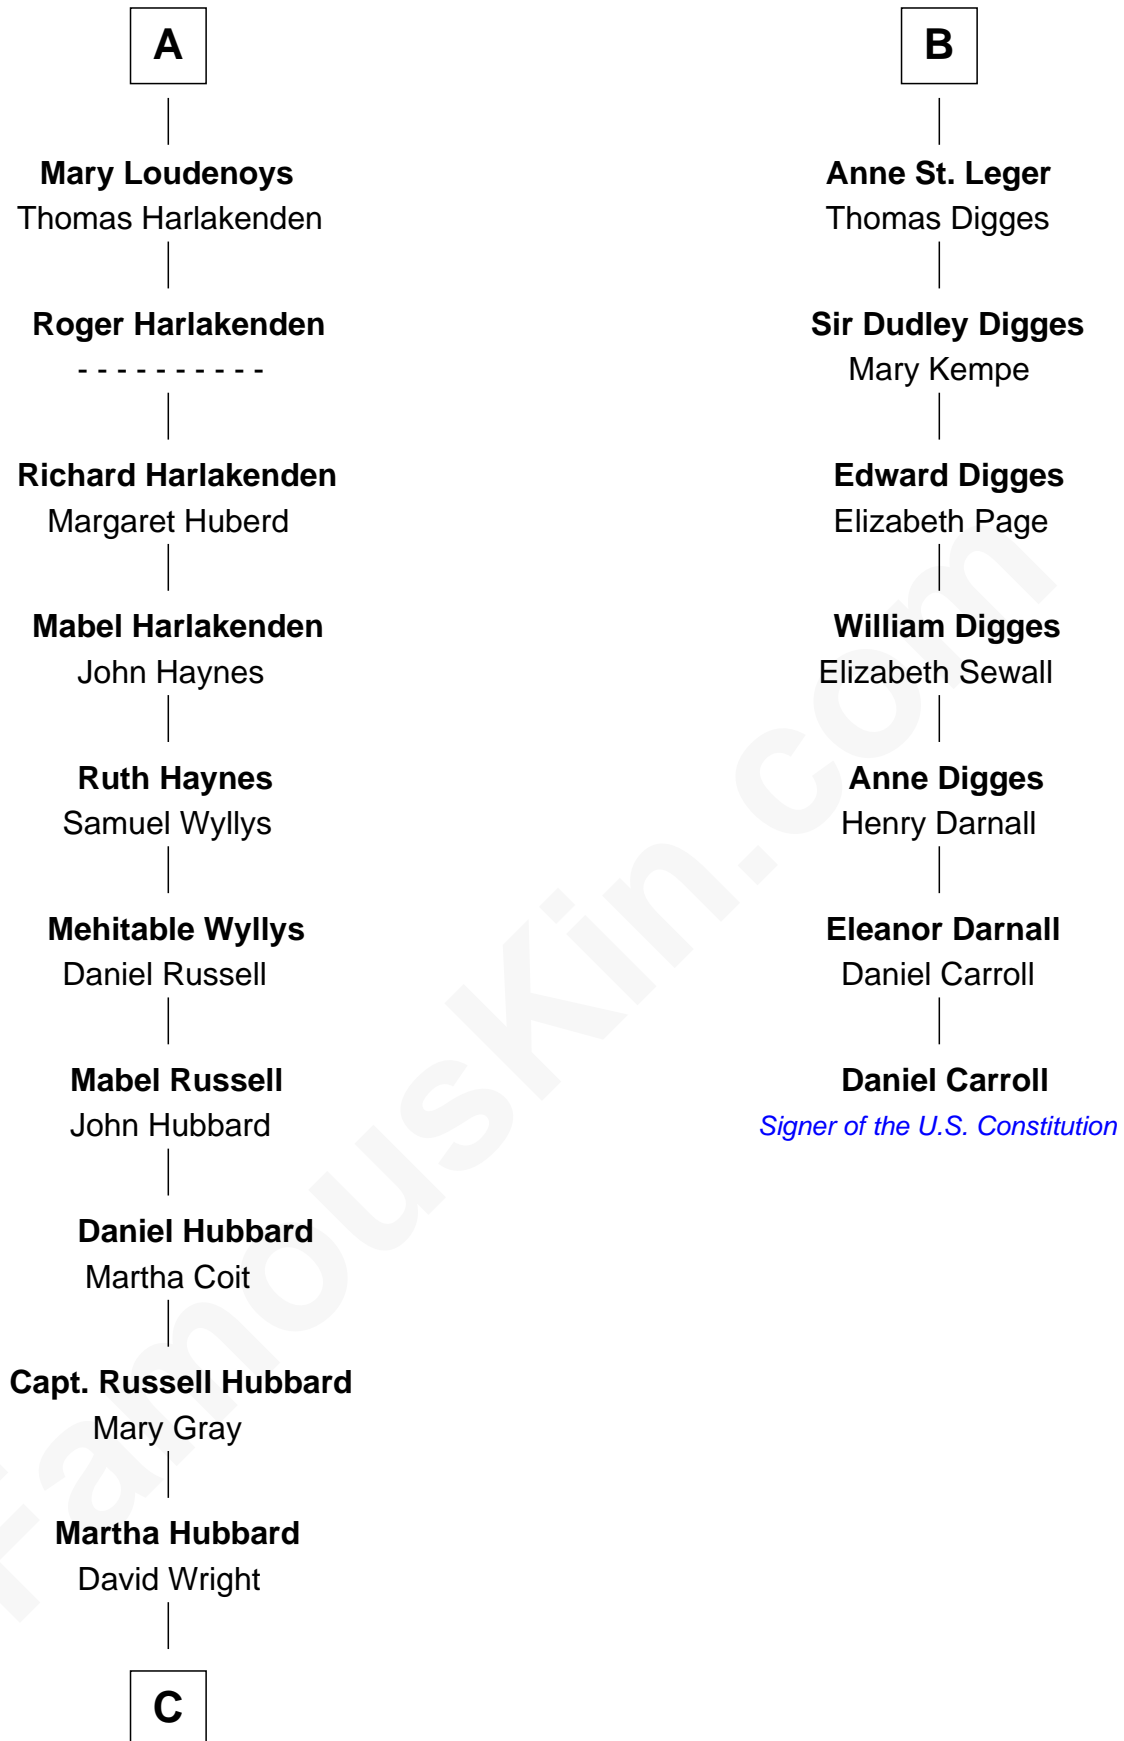 A
Mary Loudenoys
Thomas Harlakenden
Roger Harlakenden
- - - - - - - - - -
Richard Harlakenden
Margaret Huberd
Mabel Harlakenden
John Haynes
Ruth Haynes
Samuel Wyllys
Mehitable Wyllys
Daniel Russell
Mabel Russell
John Hubbard
Daniel Hubbard
Martha Coit
Capt. Russell Hubbard
Mary Gray
Martha Hubbard
David Wright
C
B
Anne St. Leger
Thomas Digges
Sir Dudley Digges
Mary Kempe
Edward Digges
Elizabeth Page
William Digges
Elizabeth Sewall
Anne Digges
Henry Darnall
Eleanor Darnall
Daniel Carroll
Daniel Carroll
Signer of the U.S. Constitution
FamousKin.com